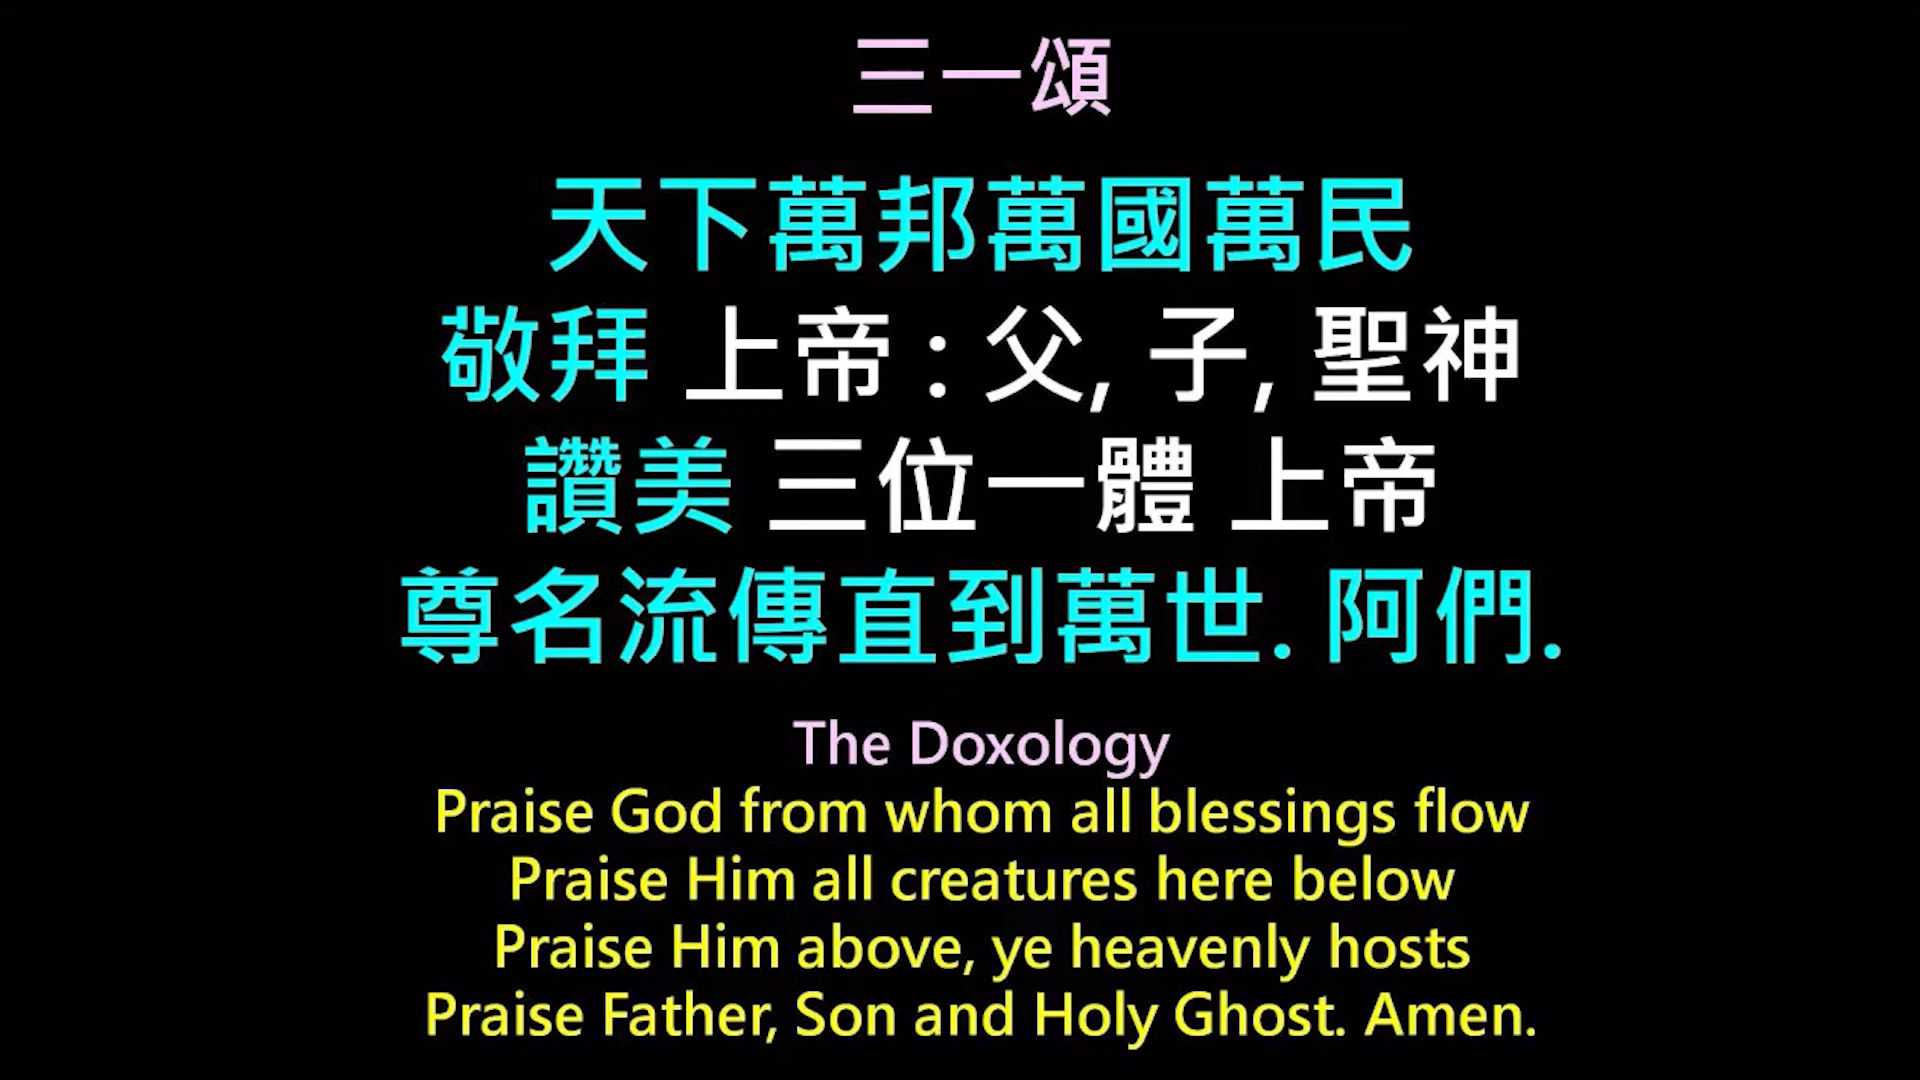 三一頌
天下萬邦萬國萬民
敬拜 上帝 : 父, 子, 聖神
讚美 三位一體 上帝
尊名流傳直到萬世. 阿們.
The Doxology
Praise God from whom all blessings flow
Praise Him all creatures here below
Praise Him above, ye heavenly hosts
Praise Father, Son and Holy Ghost. Amen.